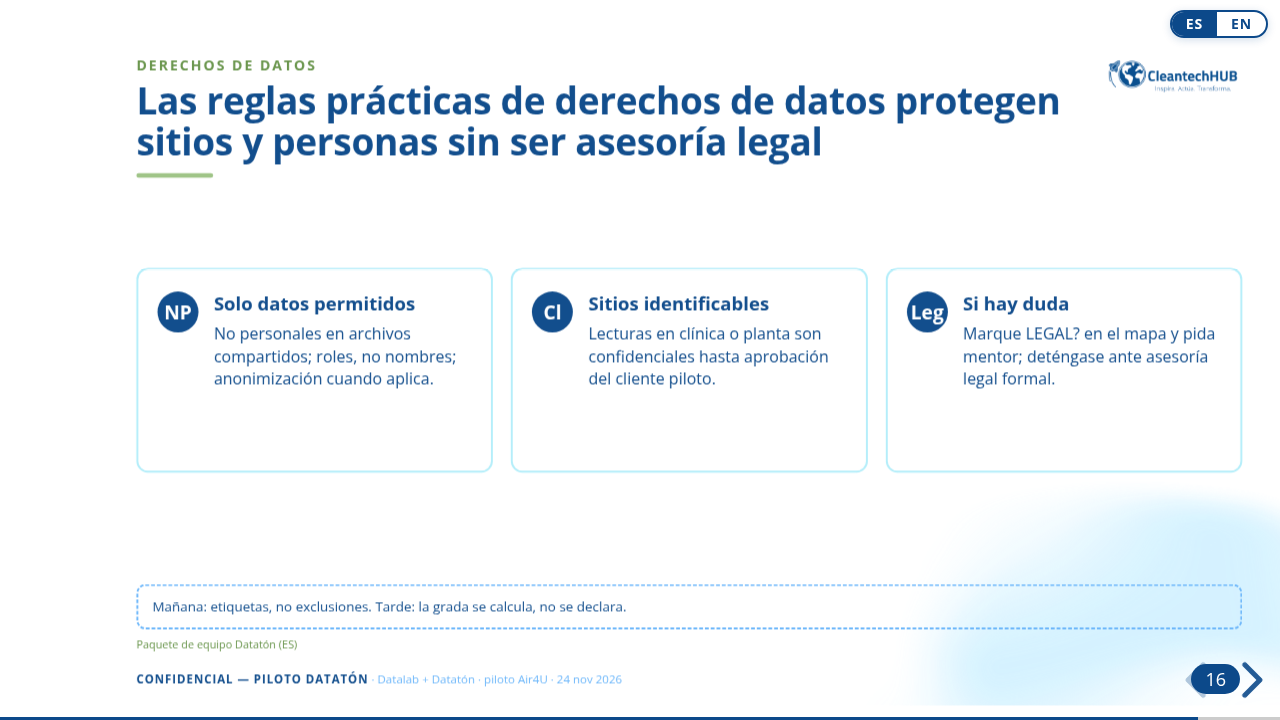 ES EN
DERECHOS DE DATOS
Las reglas prácticas de derechos de datos protegen
sitios y personas sin ser asesoría legal
CleantechHUB
Inspire. Actúa. Transforma.
NP
Solo datos permitidos
No personales en archivos
compartidos; roles, no nombres;
anonimización cuando aplica.
Cl
Sitios identificables
Lecturas en clínica o planta son
confidenciales hasta aprobación
del cliente piloto.
Leg
Si hay duda
Marque LEGAL? en el mapa y pida
mentor; deténgase ante asesoría
legal formal.
Mañana: etiquetas, no exclusiones. Tarde: la grada se calcula, no se declara.
Paquete de equipo Datatón (ES)
CONFIDENCIAL — PILOTO DATATÓN · Datalab + Datatón · piloto Air4U · 24 nov 2026
16